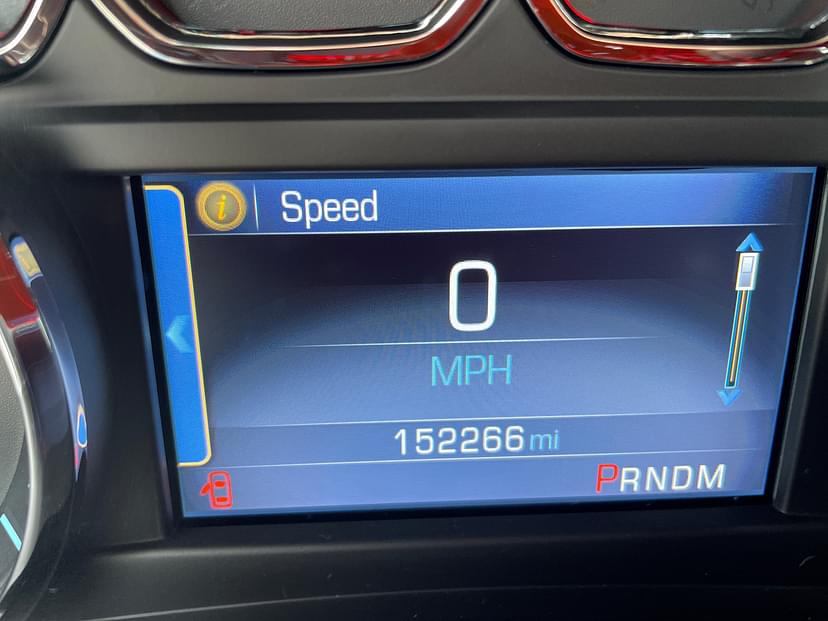 i Speed
0
MPH
152266 mi
PRNDM